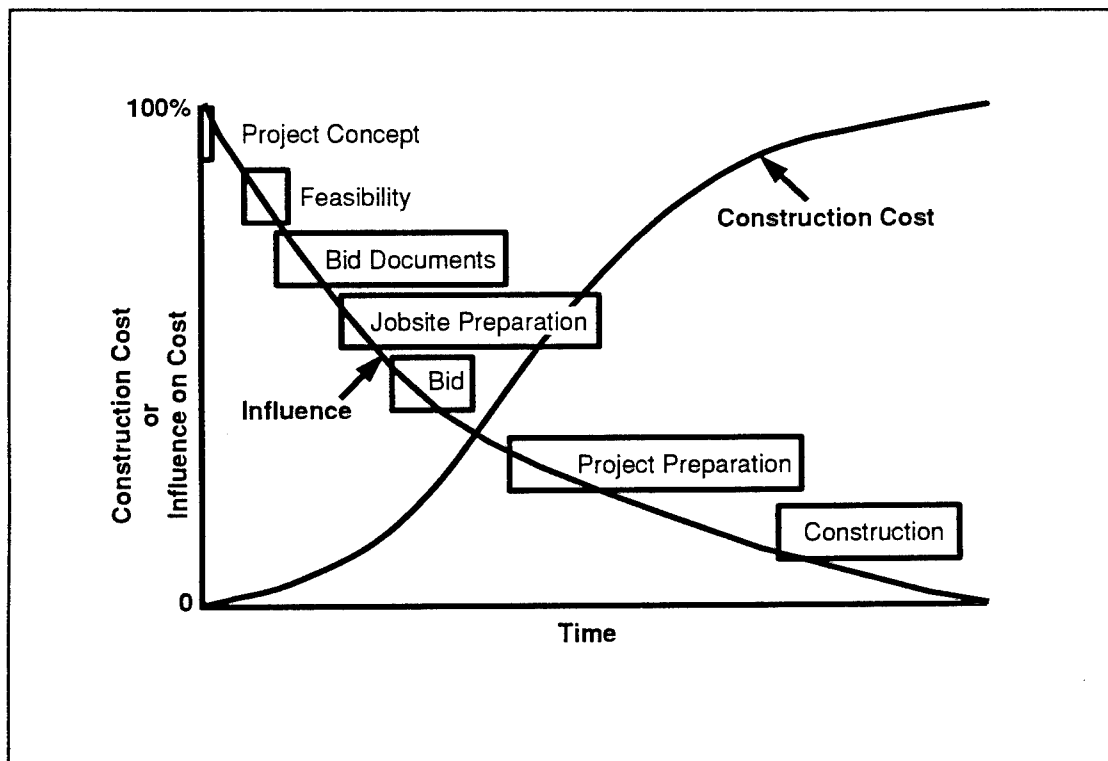 100%
Project Concept
Feasibility
Construction Cost
Bid Documents
Jobsite Preparation
Bid
Influence
Construction Cost
or
Influence on Cost
Project Preparation
Construction
0
Time